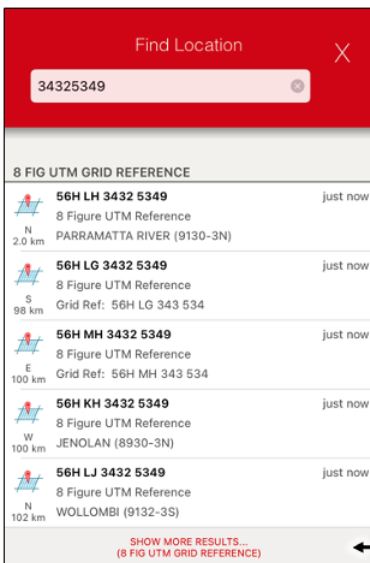 Find Location
X
34325349
8 FIG UTM GRID REFERENCE
56H LH 3432 5349 just now
8 Figure UTM Reference
N
2.0 km PARRAMATTA RIVER (9130-3N)
56H LG 3432 5349 just now
8 Figure UTM Reference
S
98 km Grid Ref: 56H LG 343 534
56H MH 3432 5349 just now
8 Figure UTM Reference
E
100 km Grid Ref: 56H MH 343 534
56H KH 3432 5349 just now
8 Figure UTM Reference
W
100 km JENOLAN (8930-3N)
56H LJ 3432 5349 just now
8 Figure UTM Reference
N
102 km WOLLOMBI (9132-3S)
SHOW MORE RESULTS...
(8 FIG UTM GRID REFERENCE)